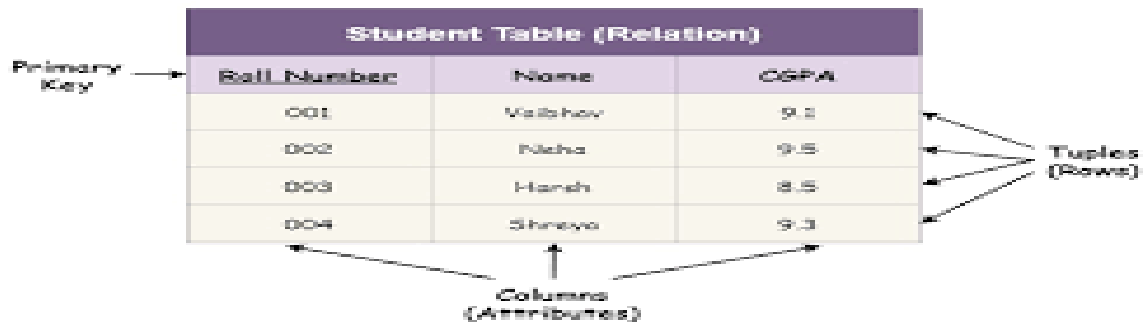 Student Table (Relation)
Primary
Key
Roll Number Name CGPA
001 Vaibhav 9.1
002 Neha 9.5
003 Harsh 8.5
004 Shreya 9.3
Tuples
(Rows)
Columns
(Attributes)